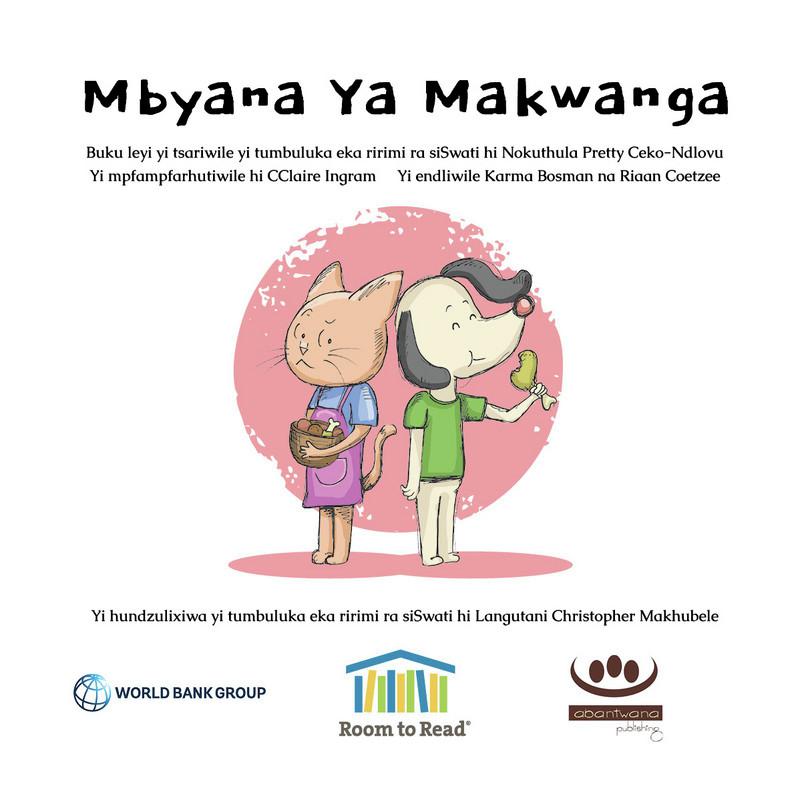 Mbyana Ya Makwanga
Buku leyi yi tsariwile yi tumbuluka eka ririmi ra siSwati hi Nokuthula Pretty Ceko-Ndlovu
Yi mpfampfarhutiwile hi CClaire Ingram Yi endliwile Karma Bosman na Riaan Coetzee
Yi hundzulixiwa yi tumbuluka eka ririmi ra siSwati hi Langutani Christopher Makhubele
WORLD BANK GROUP
Room to Read®
abantwana
publishing